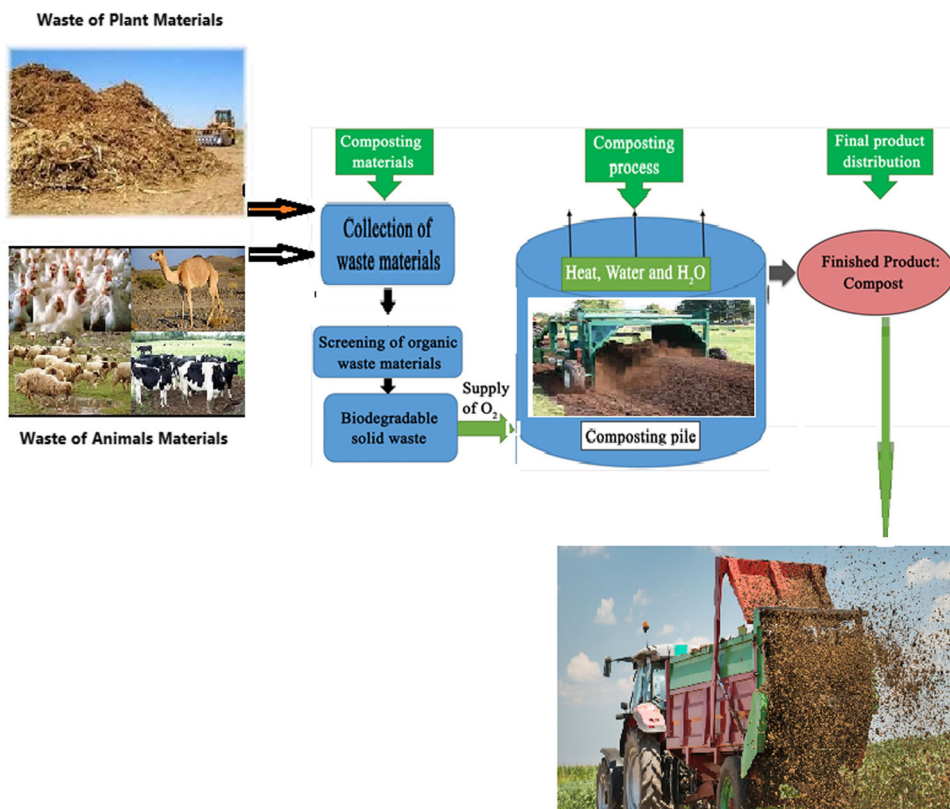 Waste of Plant Materials
Composting
materials
Composting
process
Final product
distribution
Collection of
waste materials
Heat, Water and H₂O
Finished Product:
Compost
Screening of organic
waste materials
Supply
of O₂
Biodegradable
solid waste
Composting pile
Waste of Animals Materials